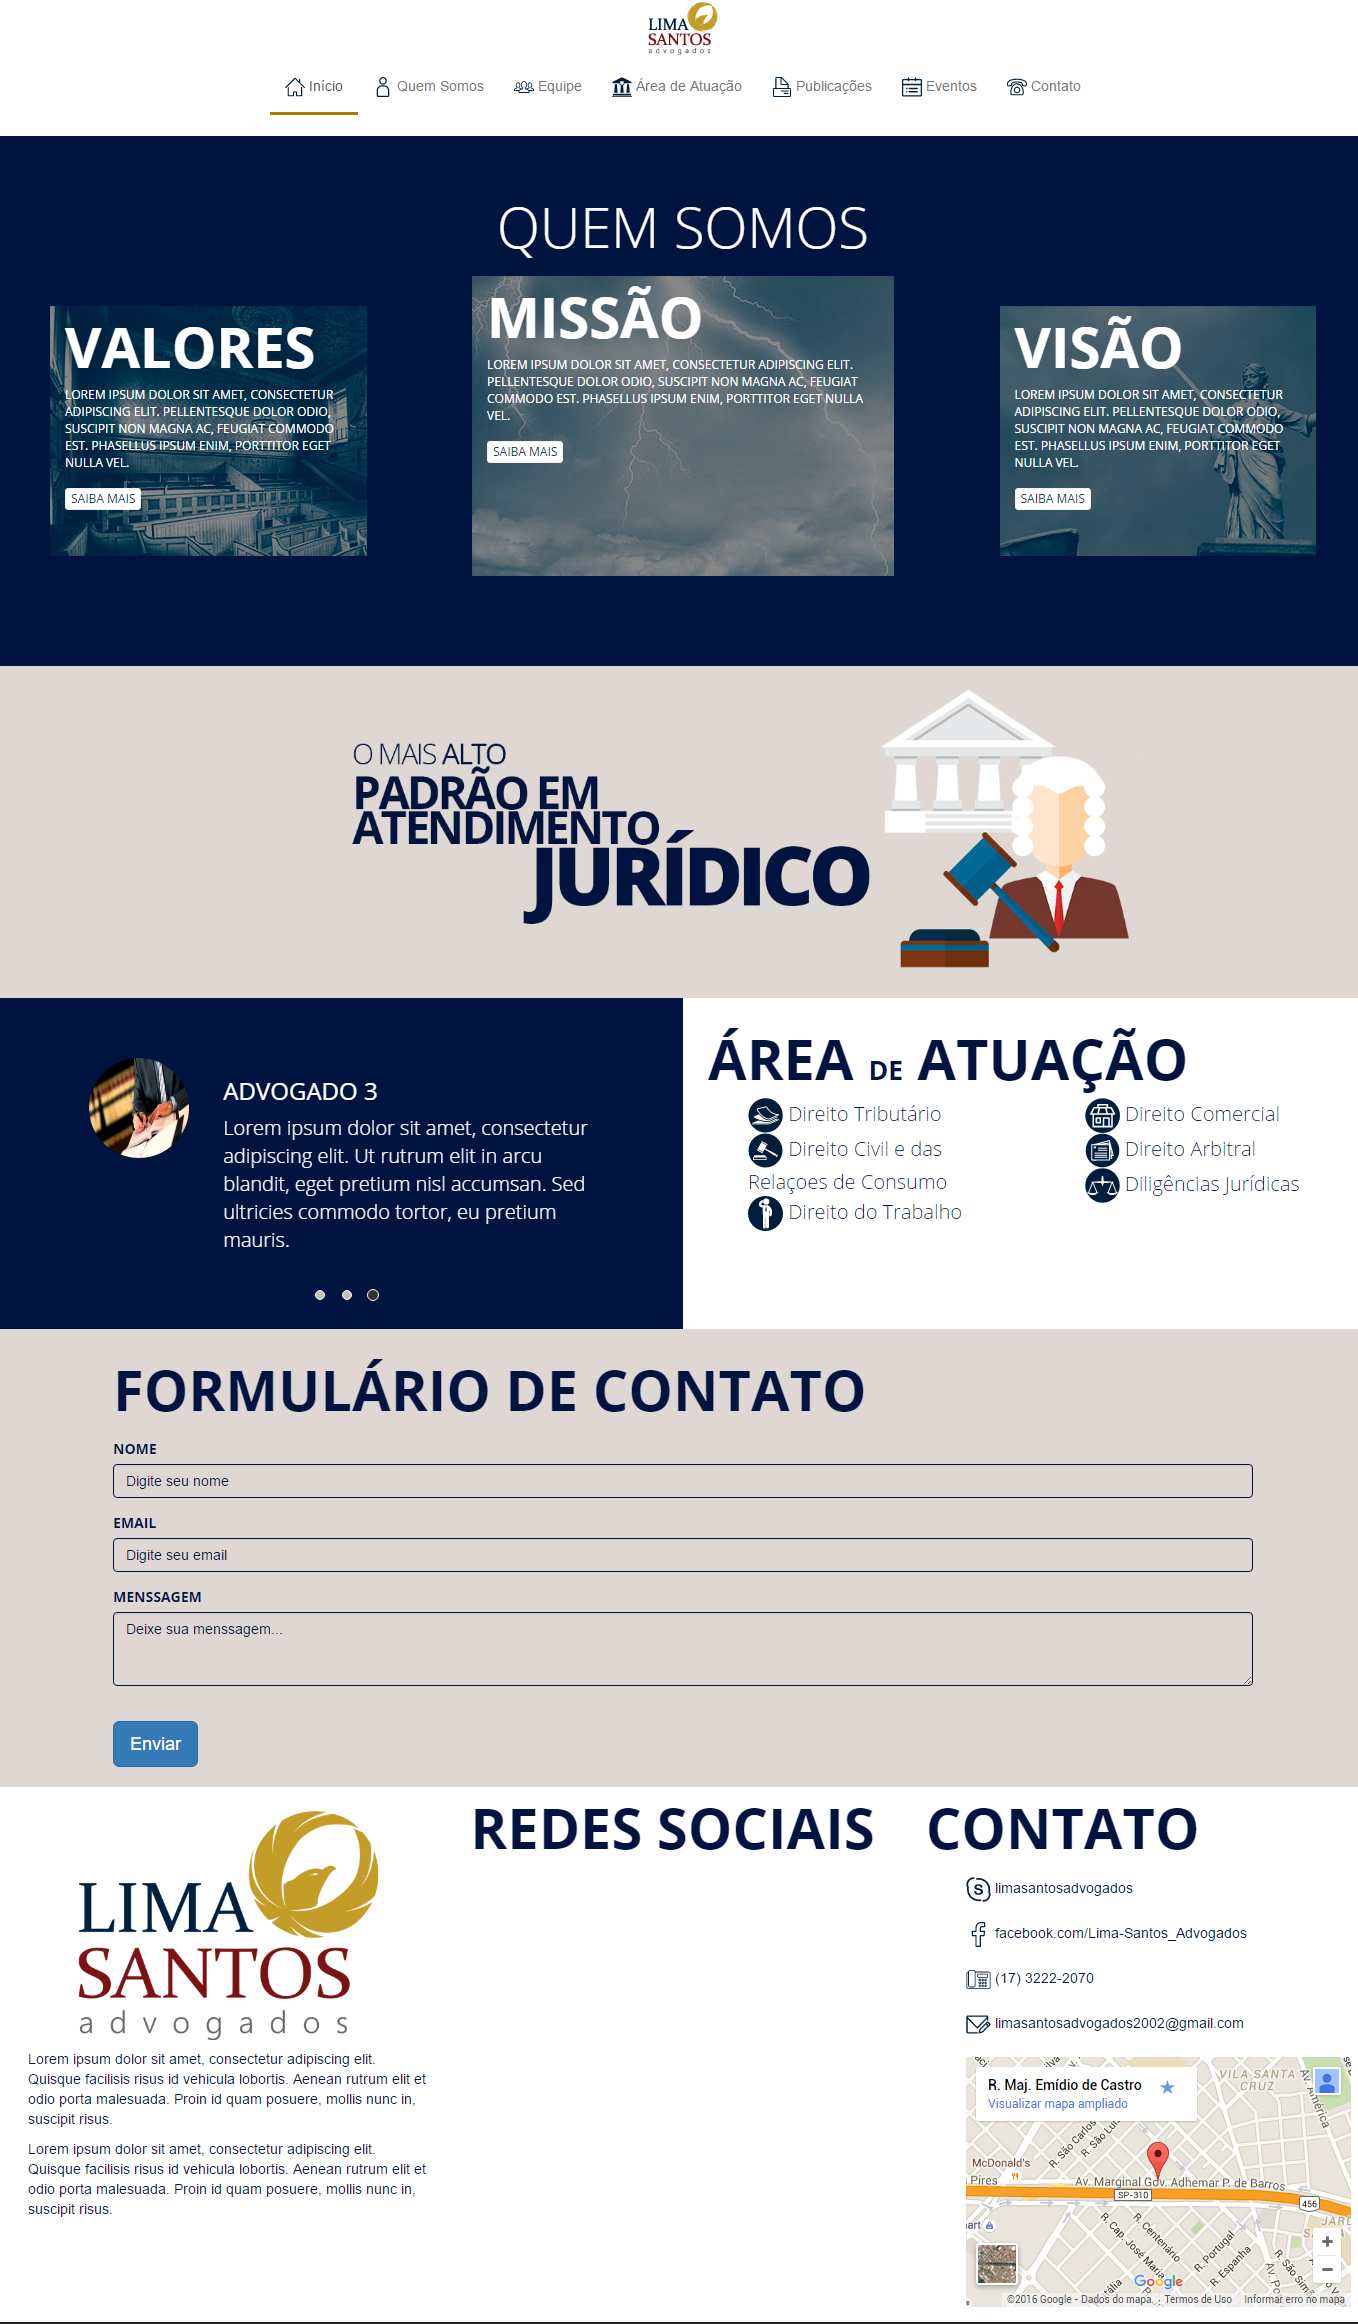 LIMA
SANTOS
advogados
Início
Quem Somos
Equipe
Área de Atuação
Publicações
Eventos
Contato
QUEM SOMOS
VALORES
LOREM IPSUM DOLOR SIT AMET, CONSECTETUR
ADIPISCING ELIT. PELLENTESQUE DOLOR ODIO,
SUSCIPIT NON MAGNA AC, FEUGIAT COMMODO
EST. PHASELLUS IPSUM ENIM, PORTTITOR EGET
NULLA VEL.
SAIBA MAIS
MISSÃO
LOREM IPSUM DOLOR SIT AMET, CONSECTETUR ADIPISCING ELIT.
PELLENTESQUE DOLOR ODIO, SUSCIPIT NON MAGNA AC, FEUGIAT
COMMODO EST. PHASELLUS IPSUM ENIM, PORTTITOR EGET NULLA
VEL.
SAIBA MAIS
VISÃO
LOREM IPSUM DOLOR SIT AMET, CONSECTETUR
ADIPISCING ELIT. PELLENTESQUE DOLOR ODIO,
SUSCIPIT NON MAGNA AC, FEUGIAT COMMODO
EST. PHASELLUS IPSUM ENIM, PORTTITOR EGET
NULLA VEL.
SAIBA MAIS
O MAIS ALTO
PADRÃO EM
ATENDIMENTO
JURÍDICO
ADVOGADO 3
Lorem ipsum dolor sit amet, consectetur
adipiscing elit. Ut rutrum elit in arcu
blandit, eget pretium nisl accumsan. Sed
ultricies commodo tortor, eu pretium
mauris.
ÁREA DE ATUAÇÃO
Direito Tributário
Direito Civil e das
Relaçoes de Consumo
Direito do Trabalho
Direito Comercial
Direito Arbitral
Diligências Jurídicas
FORMULÁRIO DE CONTATO
NOME
Digite seu nome
EMAIL
Digite seu email
MENSSAGEM
Deixe sua menssagem...
Enviar
LIMA
SANTOS
advogados
Lorem ipsum dolor sit amet, consectetur adipiscing elit.
Quisque facilisis risus id vehicula lobortis. Aenean rutrum elit et
odio porta malesuada. Proin id quam posuere, mollis nunc in,
suscipit risus.
Lorem ipsum dolor sit amet, consectetur adipiscing elit.
Quisque facilisis risus id vehicula lobortis. Aenean rutrum elit et
odio porta malesuada. Proin id quam posuere, mollis nunc in,
suscipit risus.
REDES SOCIAIS
CONTATO
limasantosadvogados
facebook.com/Lima-Santos_Advogados
(17) 3222-2070
limasantosadvogados2002@gmail.com
R. Maj. Emídio de Castro
Visualizar mapa ampliado
VILA SANTA
CRUZ
Av. América
R. São Carlos
R. São Luis
McDonald's
Pires
Av. Marginal Gov. Adhemar P. de Barros
SP-310
456
R. Cap. José Maria
R. Centenário
R. Portugal
R. Espanha
Google
©2016 Google - Dados do mapa
Termos de Uso
Informar erro no mapa